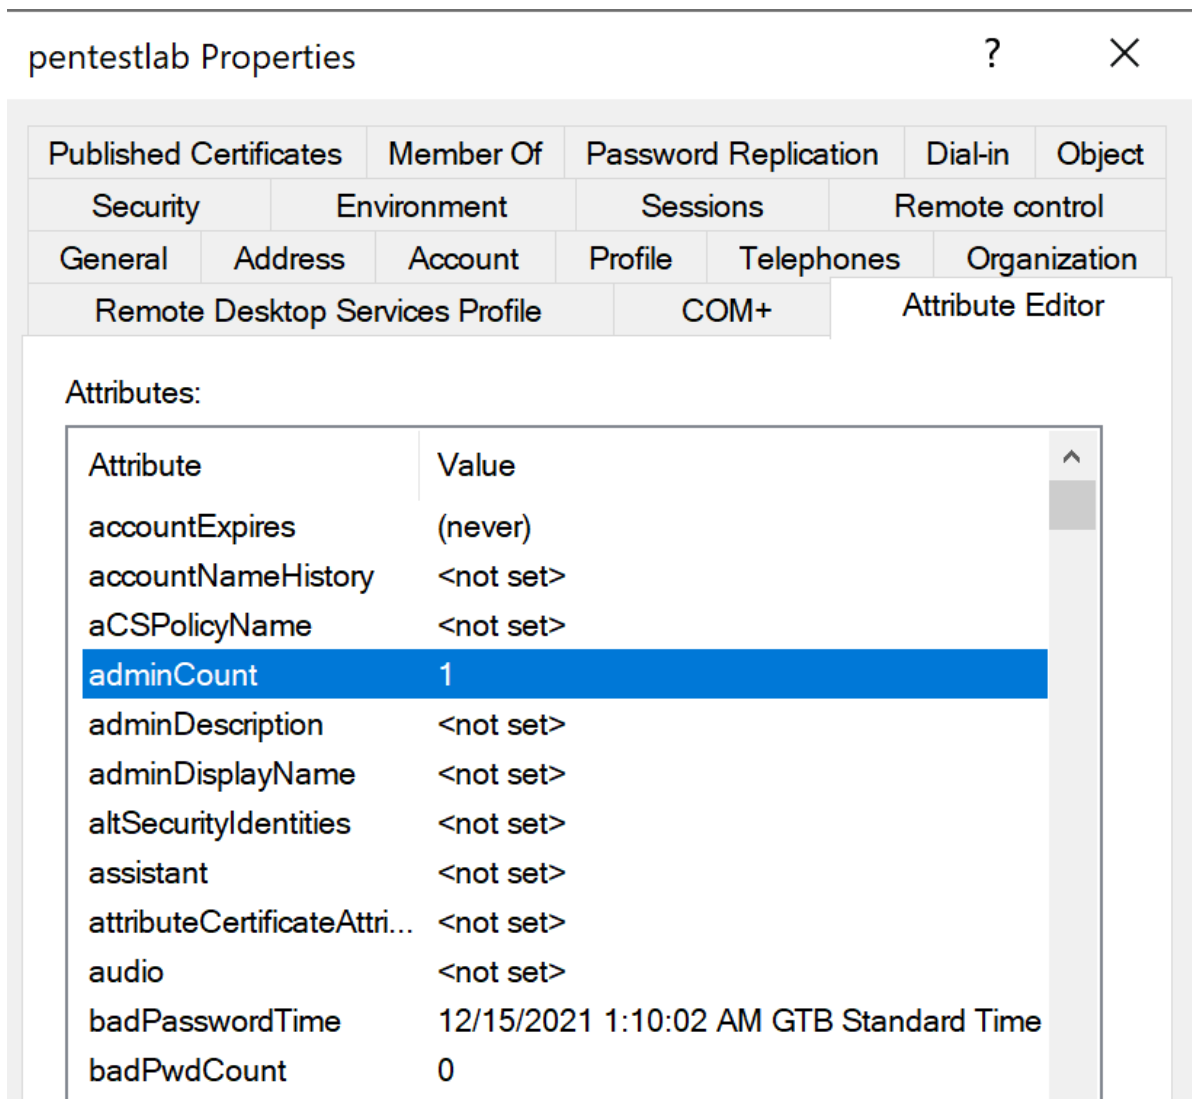 pentestlab Properties ?
Published Certificates Member Of Password Replication Dial-in Object
Security Environment Sessions Remote control
General Address Account Profile Telephones Organization
Remote Desktop Services Profile COM+ Attribute Editor
Attributes:
Attribute Value
accountExpires (never)
accountNameHistory <not set>
aCSPolicyName <not set>
adminCount 1
adminDescription <not set>
adminDisplayName <not set>
altSecurityIdentities <not set>
assistant <not set>
attributeCertificateAttri... <not set>
audio <not set>
badPasswordTime 12/15/2021 1:10:02 AM GTB Standard Time
badPwdCount 0